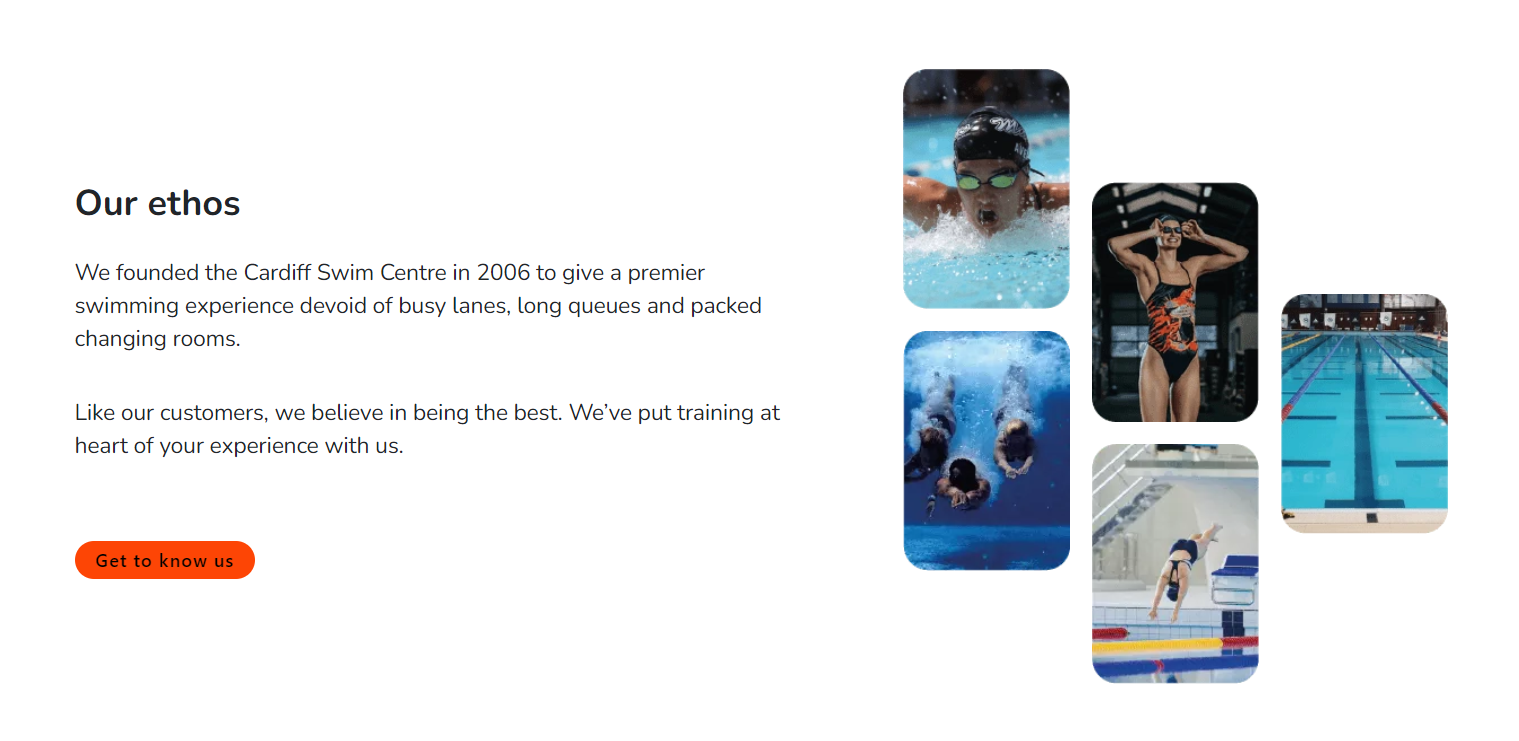 Our ethos
We founded the Cardiff Swim Centre in 2006 to give a premier
swimming experience devoid of busy lanes, long queues and packed
changing rooms.
Like our customers, we believe in being the best. We’ve put training at
heart of your experience with us.
Get to know us